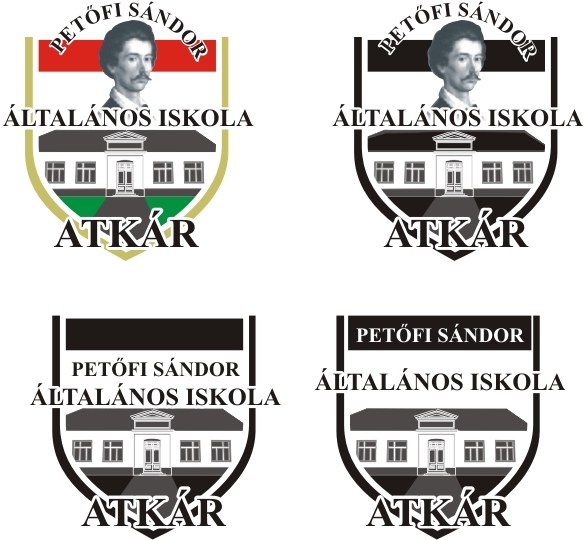 PETŐFI SÁNDOR
ÁLTALÁNOS ISKOLA
ATKÁR
PETŐFI SÁNDOR
ÁLTALÁNOS ISKOLA
ATKÁR
PETŐFI SÁNDOR
ÁLTALÁNOS ISKOLA
ATKÁR
PETŐFI SÁNDOR
ÁLTALÁNOS ISKOLA
ATKÁR